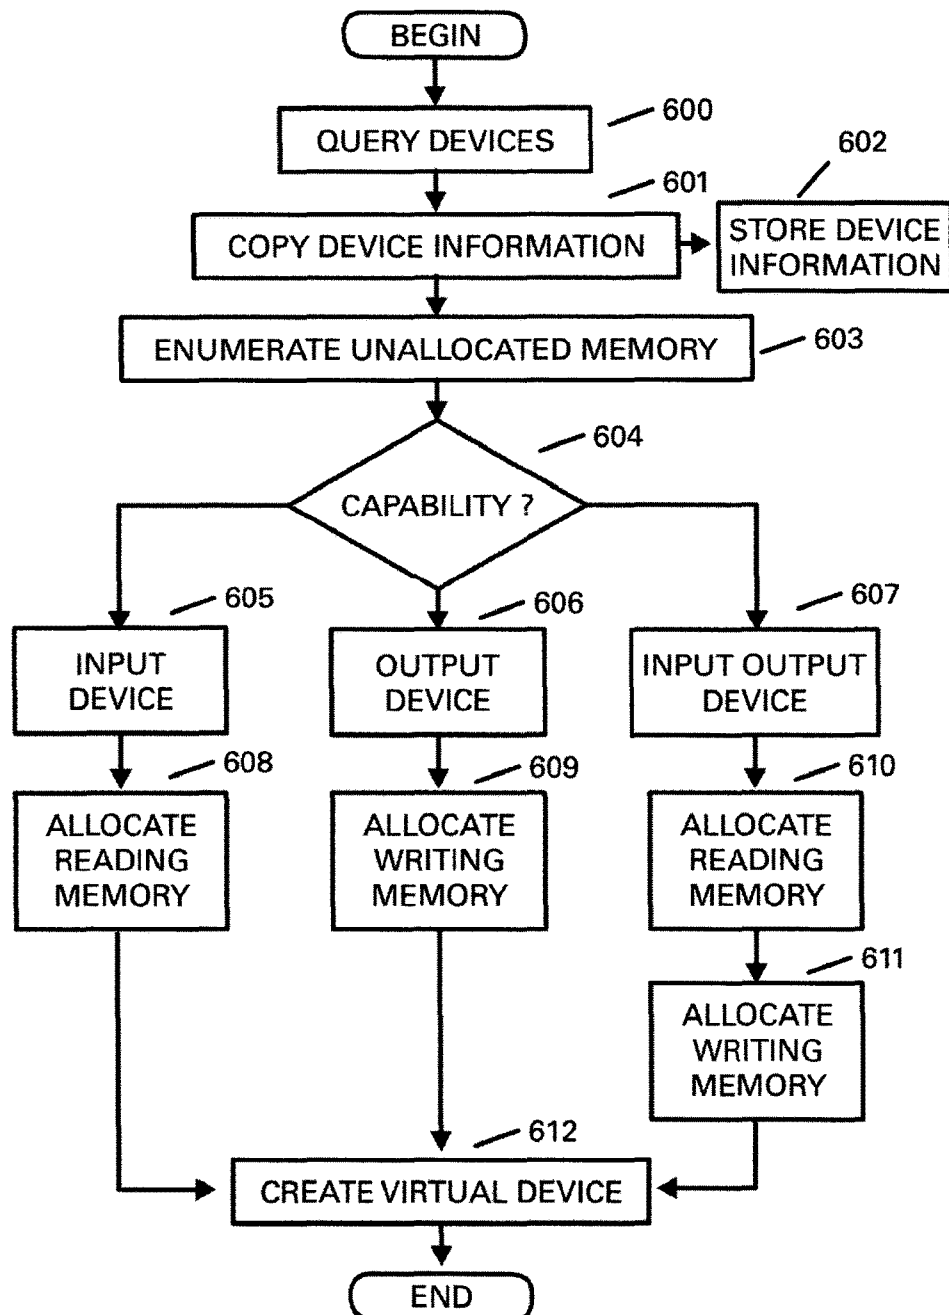 BEGIN
600
QUERY DEVICES
601
602
COPY DEVICE INFORMATION
STORE DEVICE
INFORMATION
ENUMERATE UNALLOCATED MEMORY
603
604
CAPABILITY ?
605
606
607
INPUT
DEVICE
OUTPUT
DEVICE
INPUT OUTPUT
DEVICE
608
609
610
ALLOCATE
READING
MEMORY
ALLOCATE
WRITING
MEMORY
ALLOCATE
READING
MEMORY
611
ALLOCATE
WRITING
MEMORY
612
CREATE VIRTUAL DEVICE
END